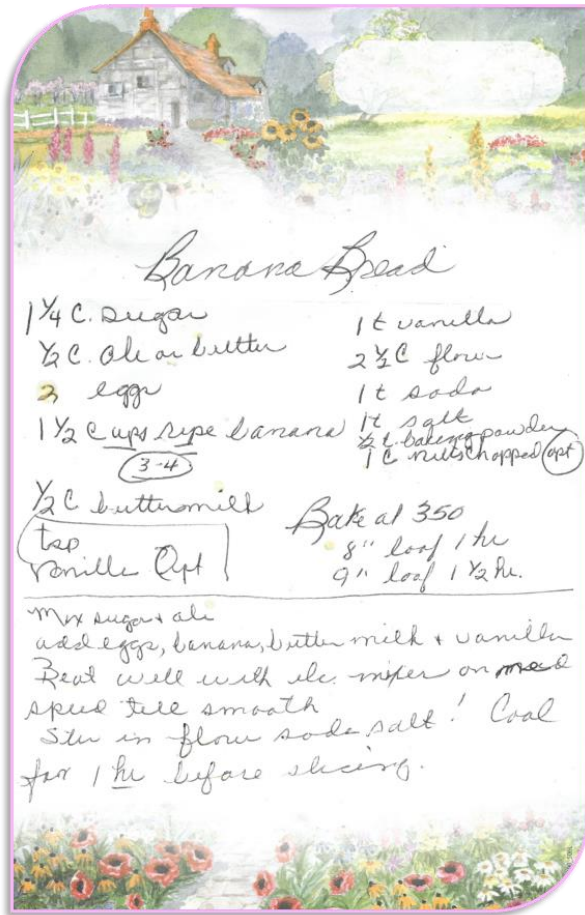 Banana Bread
1 1/4 C. sugar
1/2 C. Ole or butter
2 eggs
1 1/2 Cups ripe banana
3-4
1/2 C buttermilk
tsp
vanilla Opt
1 t vanilla
2 1/2 C flour
1 t soda
1t salt
1/2 t. baking powder
1 C nuts chopped opt
Bake at 350
8" loaf 1 hr
9" loaf 1 1/2 hr.
Mix sugar + ole
add eggs, banana, butter milk + vanilla
Beat well with ele. mixer on med
speed till smooth
Stir in flour soda salt! Cool
for 1 hr before slicing.